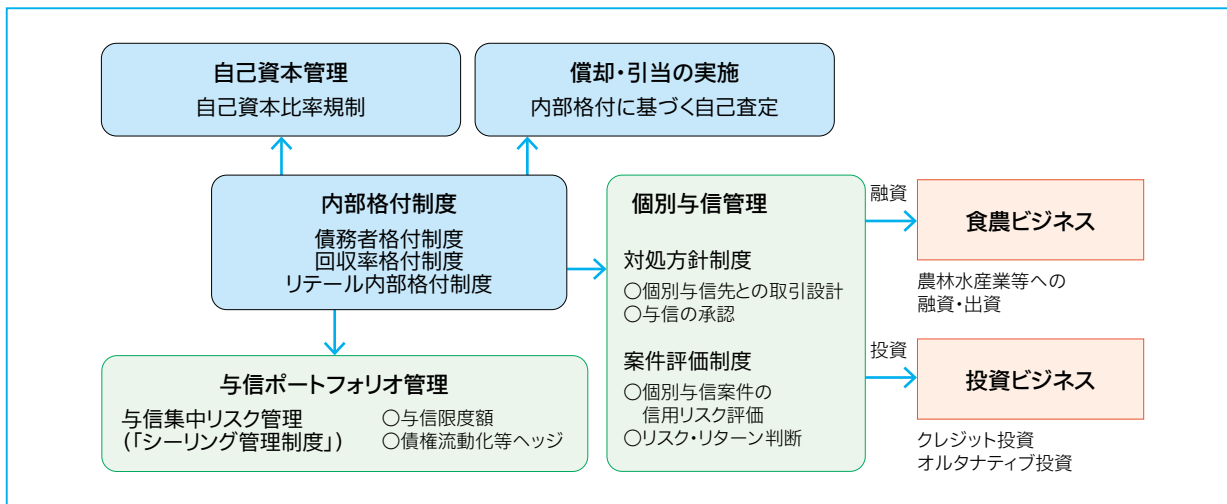 自己資本管理
自己資本比率規制
償却・引当の実施
内部格付に基づく自己査定
内部格付制度
債務者格付制度
回収率格付制度
リテール内部格付制度
与信ポートフォリオ管理
与信集中リスク管理
(「シーリング管理制度」)
○与信限度額
○債権流動化等ヘッジ
個別与信管理
対処方針制度
○個別与信先との取引設計
○与信の承認
案件評価制度
○個別与信案件の
信用リスク評価
○リスク・リターン判断
融資
食農ビジネス
農林水産業等への
融資・出資
投資
投資ビジネス
クレジット投資
オルタナティブ投資